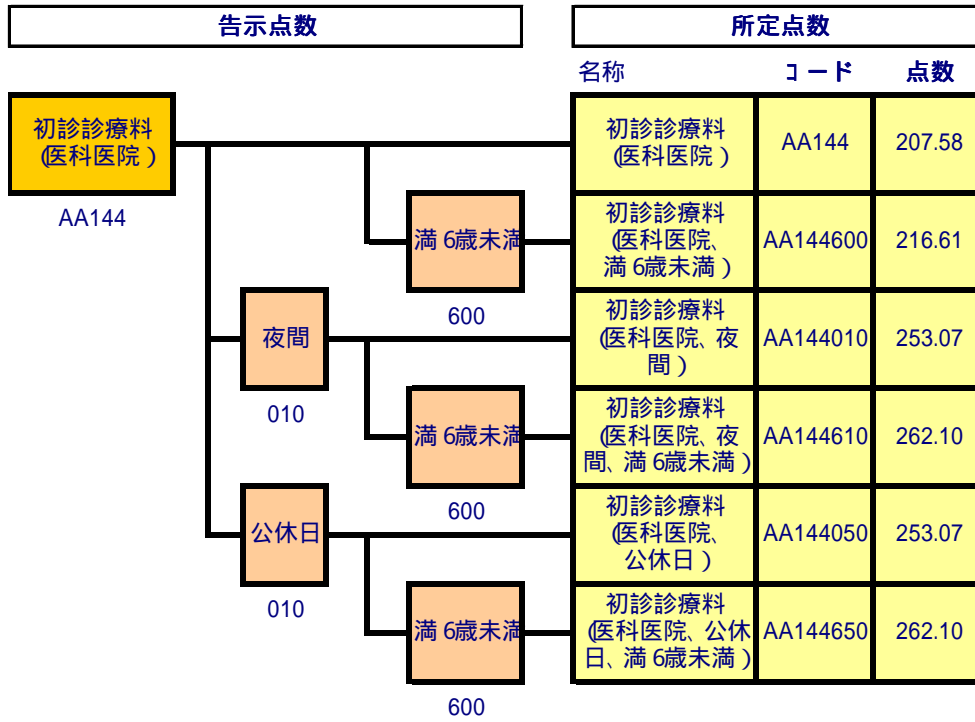 告示点数
所定点数
名称 コード 点数
初診診療料
(医科医院)
AA144
初診診療料
(医科医院)
AA144
207.58
満6歳未満
600
初診診療料
(医科医院、
満6歳未満)
AA144600
216.61
夜間
010
初診診療料
(医科医院、夜
間)
AA144010
253.07
満6歳未満
600
初診診療料
(医科医院、夜
間、満6歳未満)
AA144610
262.10
公休日
010
初診診療料
(医科医院、
公休日)
AA144050
253.07
満6歳未満
600
初診診療料
(医科医院、公休
日、満6歳未満)
AA144650
262.10